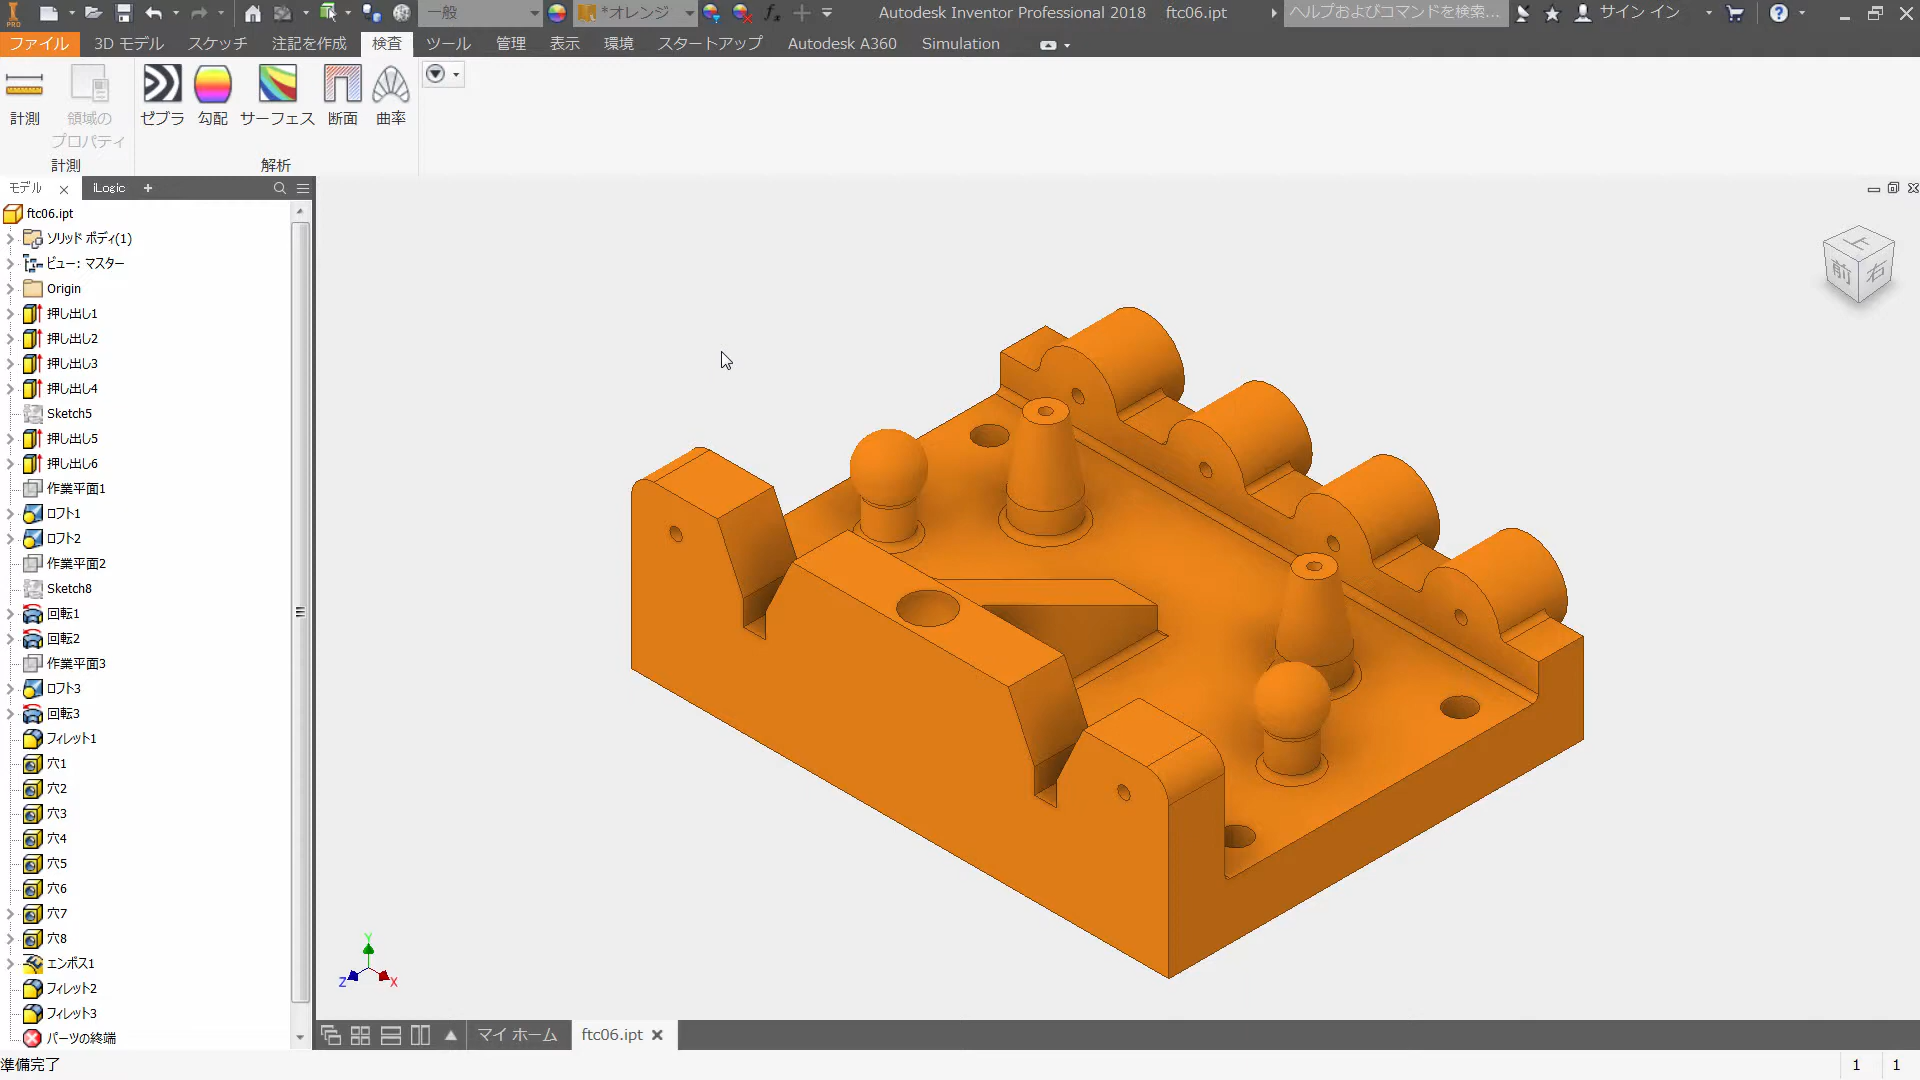 PRO
一般
*オレンジ
fx
Autodesk Inventor Professional 2018 ftc06.ipt
ヘルプおよびコマンドを検索...
サイン イン
ファイル 3D モデル スケッチ 注記を作成 検査 ツール 管理 表示 環境 スタートアップ Autodesk A360 Simulation
計測
領域の
プロパティ
ゼブラ 勾配 サーフェス 断面 曲率
計測 解析
モデル iLogic +
ftc06.ipt
ソリッド ボディ(1)
ビュー: マスター
Origin
押し出し1
押し出し2
押し出し3
押し出し4
Sketch5
押し出し5
押し出し6
作業平面1
ロフト1
ロフト2
作業平面2
Sketch8
回転1
回転2
作業平面3
ロフト3
回転3
フィレット1
穴1
穴2
穴3
穴4
穴5
穴6
穴7
穴8
エンボス1
フィレット2
フィレット3
パーツの終端
上
前 右
Y
Z X
マイ ホーム ftc06.ipt
準備完了 1 1